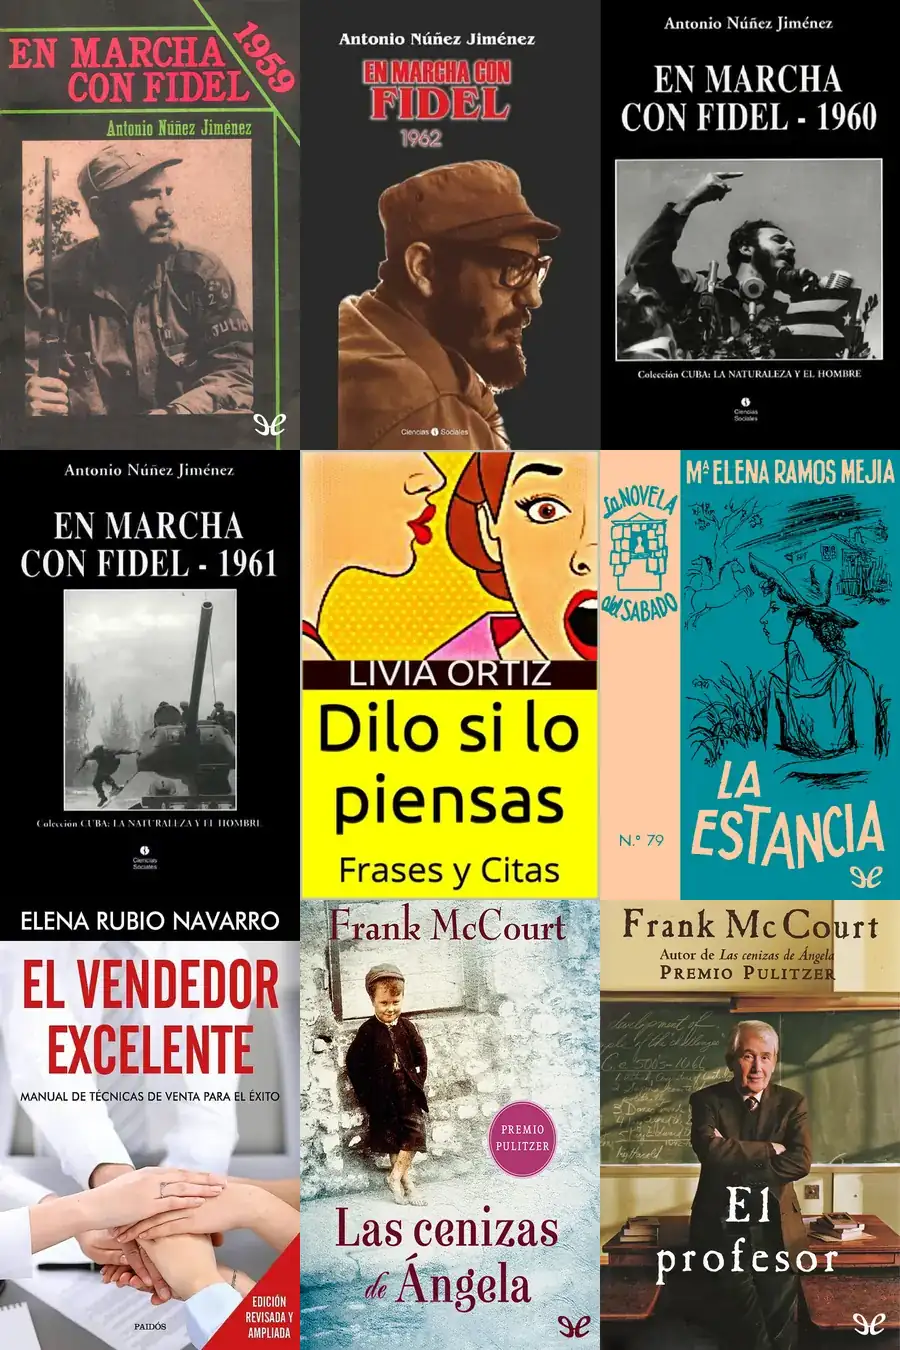 EN MARCHA
CON FIDEL
1959
Antonio Núñez Jiménez
JULIO
Antonio Núñez Jiménez
EN MARCHA CON
FIDEL
1962
Ciencias Sociales
Antonio Núñez Jiménez
EN MARCHA
CON FIDEL - 1960
Colección CUBA: LA NATURALEZA Y EL HOMBRE
Ciencias
Sociales
Antonio Núñez Jiménez
EN MARCHA
CON FIDEL - 1961
Colección CUBA: LA NATURALEZA Y EL HOMBRE
Ciencias
Sociales
LIVIA ORTIZ
Dilo si lo
piensas
Frases y Citas
La NOVELA
del SABADO
N.º 79
Mª ELENA RAMOS MEJIA
LA
ESTANCIA
ELENA RUBIO NAVARRO
EL VENDEDOR
EXCELENTE
MANUAL DE TÉCNICAS DE VENTA PARA EL ÉXITO
PAIDÓS
EDICIÓN
REVISADA Y
AMPLIADA
Frank McCourt
PREMIO
PULITZER
Las cenizas
de Ángela
Frank McCourt
Autor de Las cenizas de Ángela
PREMIO PULITZER
development of
El
profesor